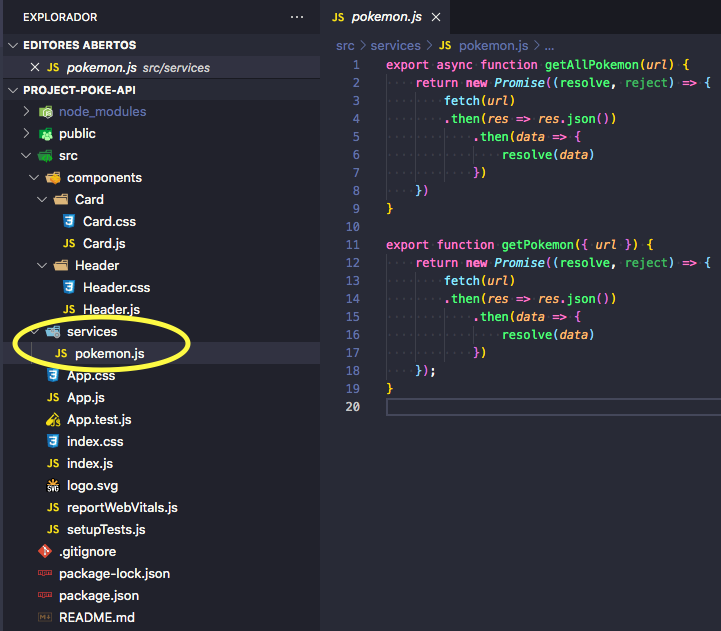 EXPLORADOR
EDITORES ABERTOS
JS pokemon.js src/services
PROJECT-POKE-API
node_modules
public
src
components
Card
Card.css
JS Card.js
Header
Header.css
JS Header.js
services
JS pokemon.js
App.css
JS App.js
App.test.js
index.css
JS index.js
SVG logo.svg
JS reportWebVitals.js
JS setupTests.js
.gitignore
package-lock.json
package.json
README.md
JS pokemon.js
src > services > JS pokemon.js > ...
1 export async function getAllPokemon(url) {
2 return new Promise((resolve, reject) => {
3 fetch(url)
4 .then(res => res.json())
5 .then(data => {
6 resolve(data)
7 })
8 })
9 }
10
11 export function getPokemon({ url }) {
12 return new Promise((resolve, reject) => {
13 fetch(url)
14 .then(res => res.json())
15 .then(data => {
16 resolve(data)
17 })
18 });
19 }
20